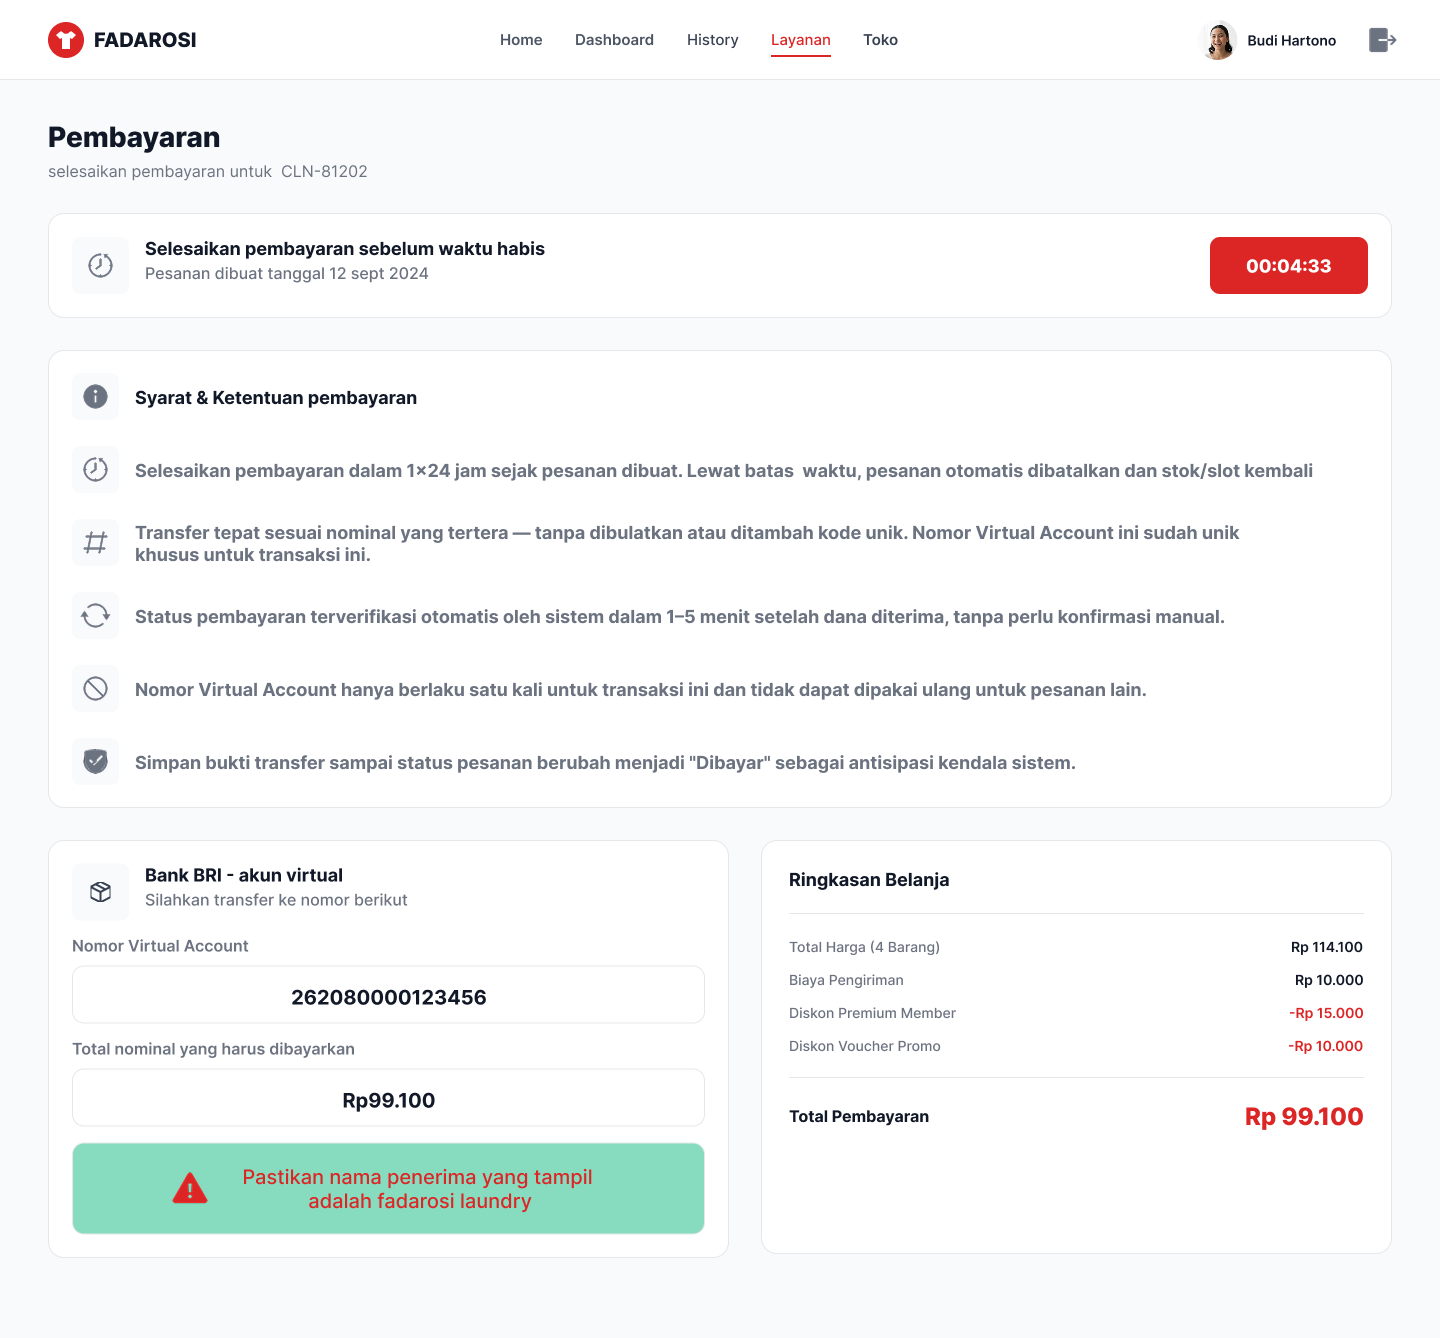 FADAROSI
Home
Dashboard
History
Layanan
Toko
Budi Hartono
Pembayaran
selesaikan pembayaran untuk  CLN-81202
Selesaikan pembayaran sebelum waktu habis
Pesanan dibuat tanggal 12 sept 2024
00:04:33
Syarat & Ketentuan pembayaran
Selesaikan pembayaran dalam 1×24 jam sejak pesanan dibuat. Lewat batas  waktu, pesanan otomatis dibatalkan dan stok/slot kembali
Transfer tepat sesuai nominal yang tertera — tanpa dibulatkan atau ditambah kode unik. Nomor Virtual Account ini sudah unik
khusus untuk transaksi ini.
Status pembayaran terverifikasi otomatis oleh sistem dalam 1–5 menit setelah dana diterima, tanpa perlu konfirmasi manual.
Nomor Virtual Account hanya berlaku satu kali untuk transaksi ini dan tidak dapat dipakai ulang untuk pesanan lain.
Simpan bukti transfer sampai status pesanan berubah menjadi "Dibayar" sebagai antisipasi kendala sistem.
Bank BRI - akun virtual
Silahkan transfer ke nomor berikut
Nomor Virtual Account
262080000123456
Total nominal yang harus dibayarkan
Rp99.100
Pastikan nama penerima yang tampil
adalah fadarosi laundry
Ringkasan Belanja
Total Harga (4 Barang) Rp 114.100
Biaya Pengiriman Rp 10.000
Diskon Premium Member -Rp 15.000
Diskon Voucher Promo -Rp 10.000
Total Pembayaran Rp 99.100